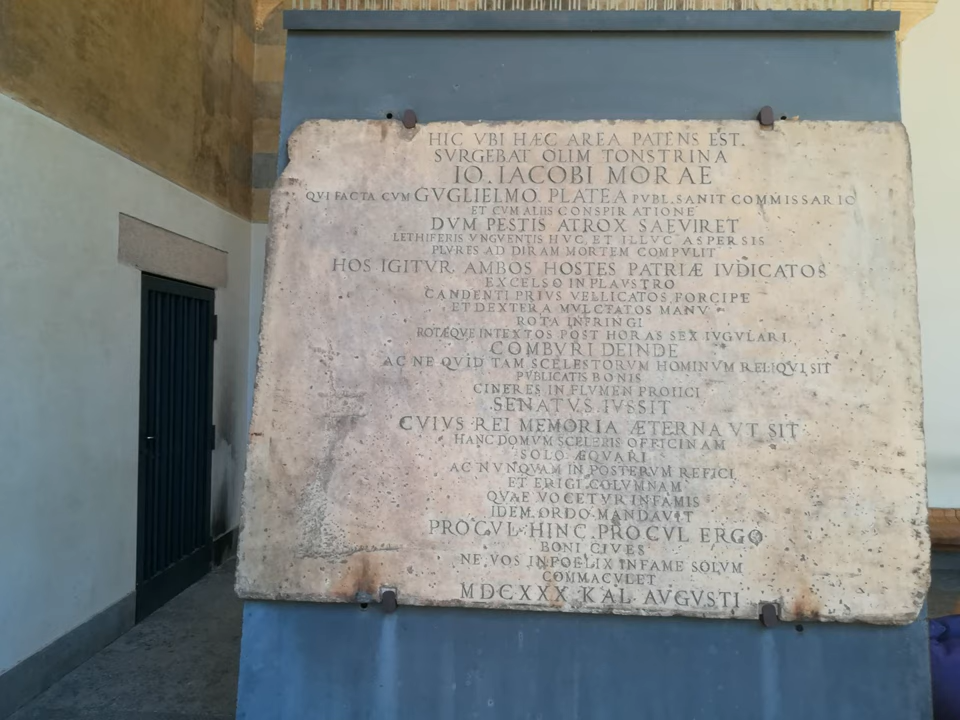 HIC VBI HÆC AREA PATENS EST,
SVRGEBAT OLIM TONSTRINA
IO. IACOBI MORAE
QVI FACTA CVM GVGLIELMO PLATEA PVBL. SANIT COMMISSARIO
ET CVM ALIIS CONSPIRATIONE
DVM PESTIS ATROX SAEVIRET
LETHIFERIS VNGVENTIS HVC, ET ILLVC ASPERSIS
PLVRES AD DIRAM MORTEM COMPVLIT
HOS IGITVR AMBOS HOSTES PATRIÆ IVDICATOS
EXCELSO IN PLAVSTRO
CANDENTI PRIVS VELLICATOS FORCIPE
ET DEXTERA MVLCTATOS MANV
ROTA INFRINGI
ROTÆQVE INTEXTOS POST HORAS SEX IVGVLARI.
COMBVRI DEINDE
AC NE QVID TAM SCELESTORVM HOMINVM RELIQVI SIT
PVBLICATIS BONIS
CINERES IN FLVMEN PROIICI
SENATVS IVSSIT
CVIVS REI MEMORIA ÆTERNA VT SIT
HANC DOMVM SCELERIS OFFICINAM
SOLO ÆQVARI
AC NVNQVAM IN POSTERVM REFICI
ET ERIGI COLVMNAM
QVAE VOCETVR INFAMIS
IDEM ORDO MANDAVIT
PROCVL HINC PROCVL ERGO
BONI CIVES
NE VOS INFOELIX INFAME SOLVM
COMMACVLET
MDCXXX KAL AVGVSTI